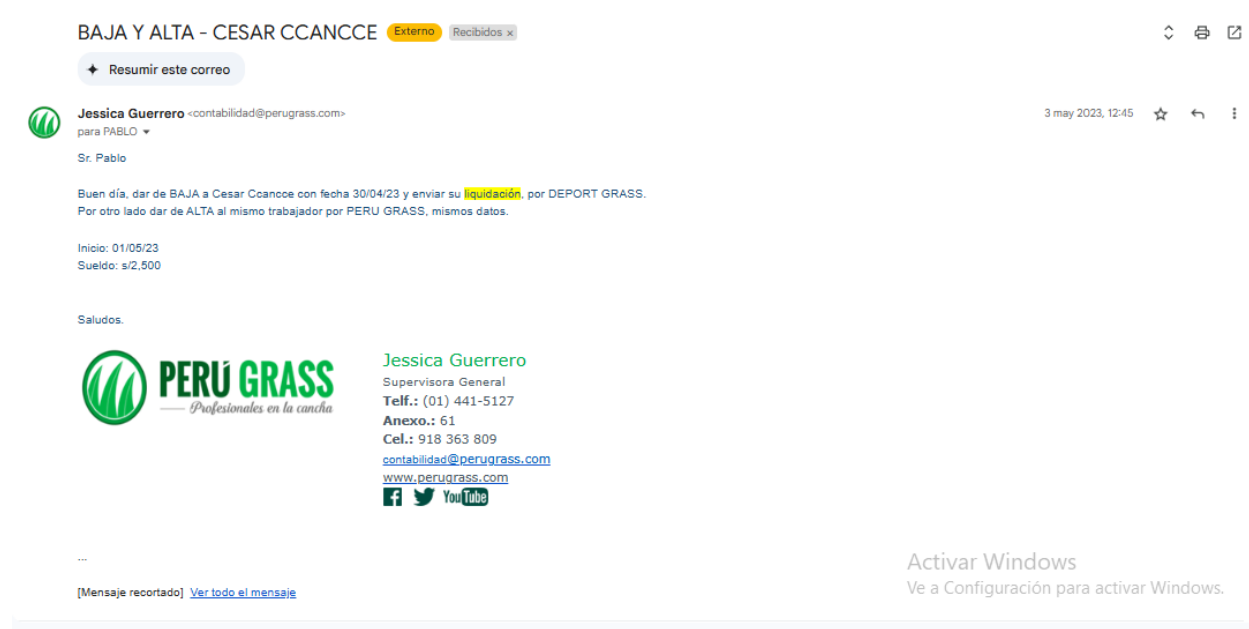 BAJA Y ALTA - CESAR CCANCCE Externo Recibidos ×
Resumir este correo
Jessica Guerrero <contabilidad@perugrass.com> 3 may 2023, 12:45
para PABLO
Sr. Pablo
Buen día, dar de BAJA a Cesar Ccancce con fecha 30/04/23 y enviar su liquidación, por DEPORT GRASS.
Por otro lado dar de ALTA al mismo trabajador por PERU GRASS, mismos datos.
Inicio: 01/05/23
Sueldo: s/2,500
Saludos.
PERÚ GRASS
Profesionales en la cancha
Jessica Guerrero
Supervisora General
Telf.: (01) 441-5127
Anexo.: 61
Cel.: 918 363 809
contabilidad@perugrass.com
www.perugrass.com
YouTube
...
[Mensaje recortado] Ver todo el mensaje
Activar Windows
Ve a Configuración para activar Windows.